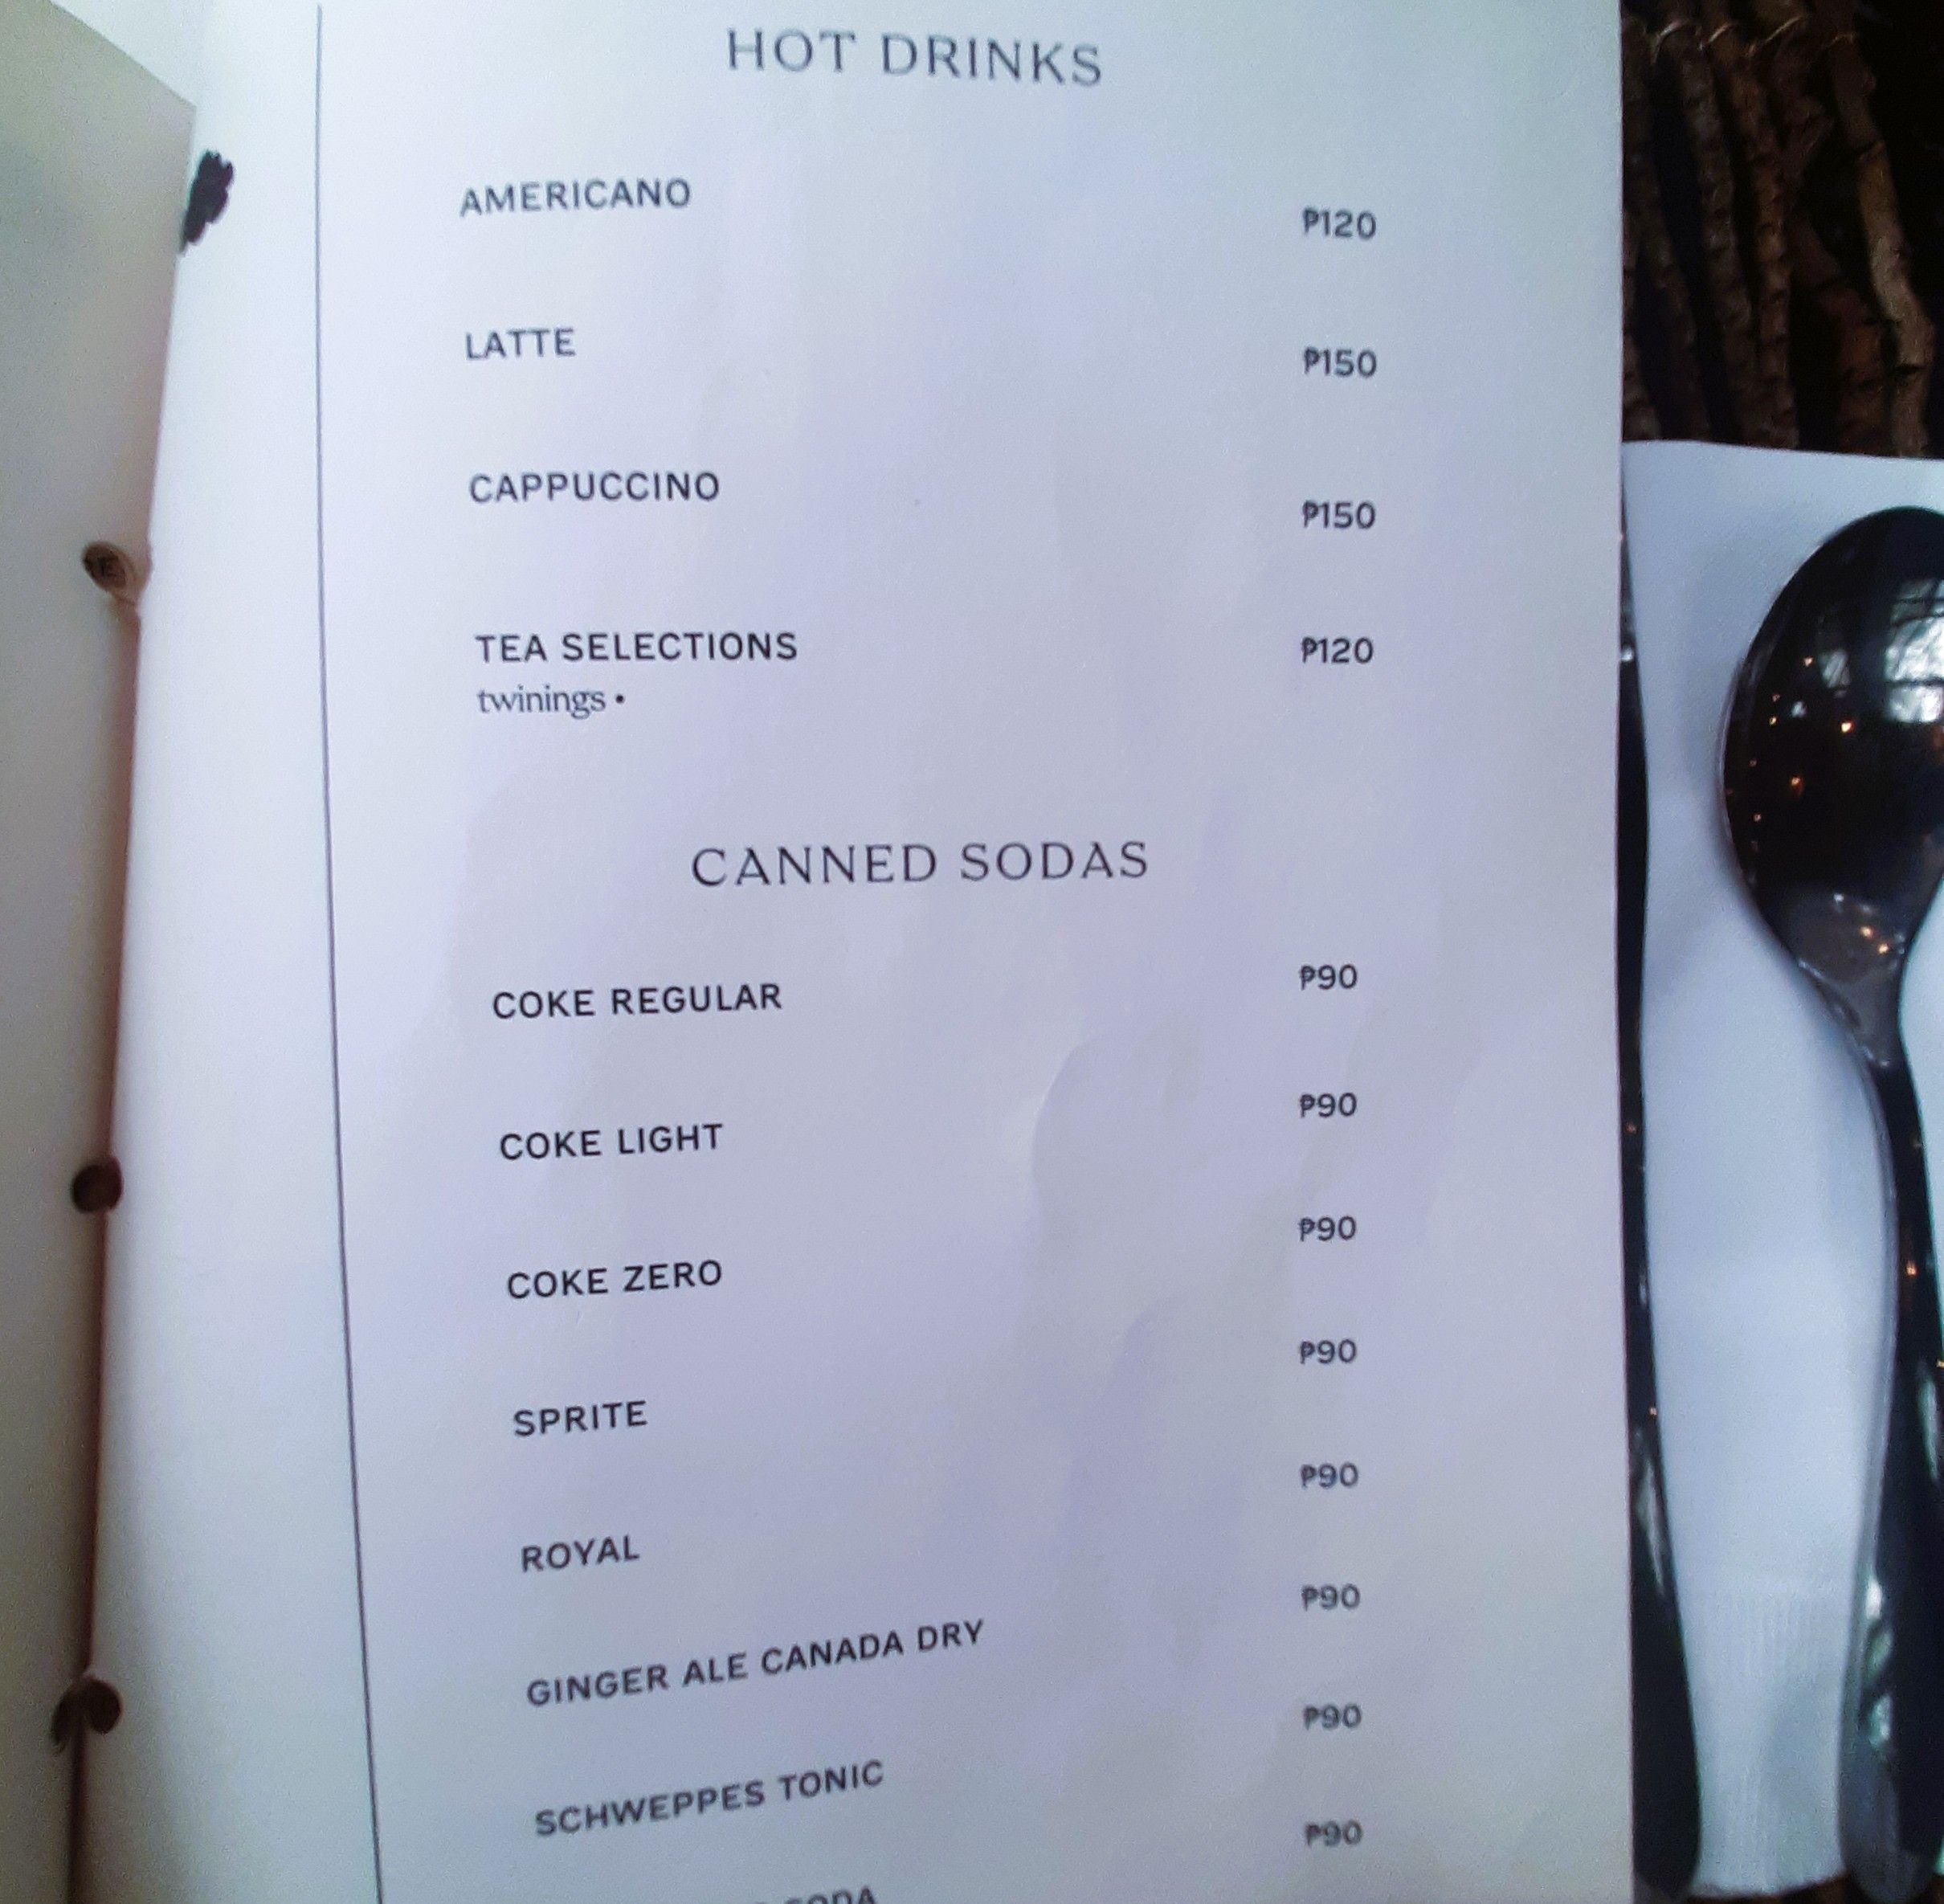 HOT DRINKS
AMERICANO ₱120
LATTE ₱150
CAPPUCCINO ₱150
TEA SELECTIONS ₱120
twinings •
CANNED SODAS
COKE REGULAR ₱90
COKE LIGHT ₱90
COKE ZERO ₱90
SPRITE ₱90
ROYAL ₱90
GINGER ALE CANADA DRY ₱90
SCHWEPPES TONIC ₱90
SODA ₱90